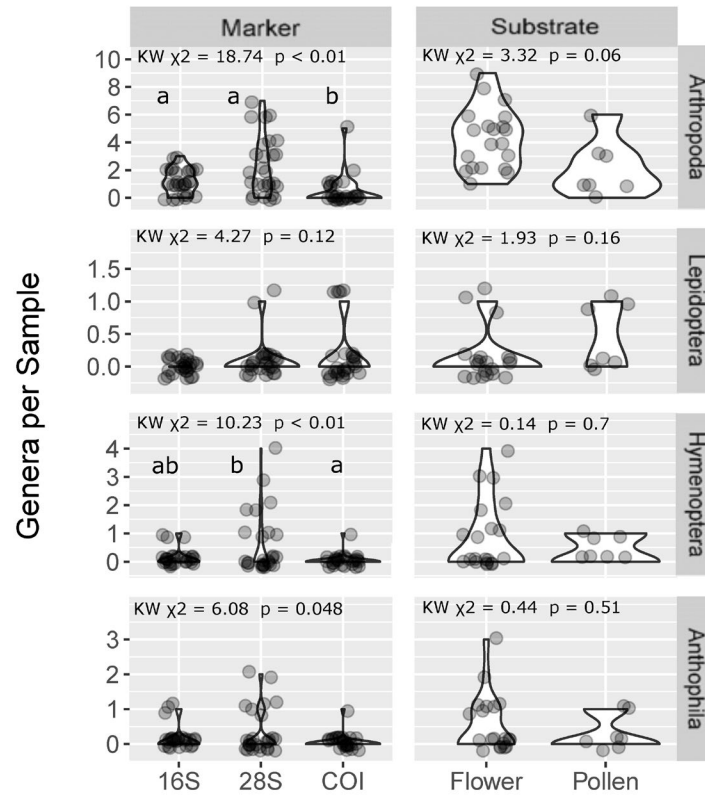 Marker
Substrate
Genera per Sample
KW χ2 = 18.74 p < 0.01
KW χ2 = 3.32 p = 0.06
Arthropoda
10
8
6
4
2
0
a
a
b
KW χ2 = 4.27 p = 0.12
KW χ2 = 1.93 p = 0.16
Lepidoptera
1.5
1.0
0.5
0.0
KW χ2 = 10.23 p < 0.01
KW χ2 = 0.14 p = 0.7
Hymenoptera
4
3
2
1
0
ab
b
a
KW χ2 = 6.08 p = 0.048
KW χ2 = 0.44 p = 0.51
Anthophila
3
2
1
0
16S 28S COI
Flower Pollen